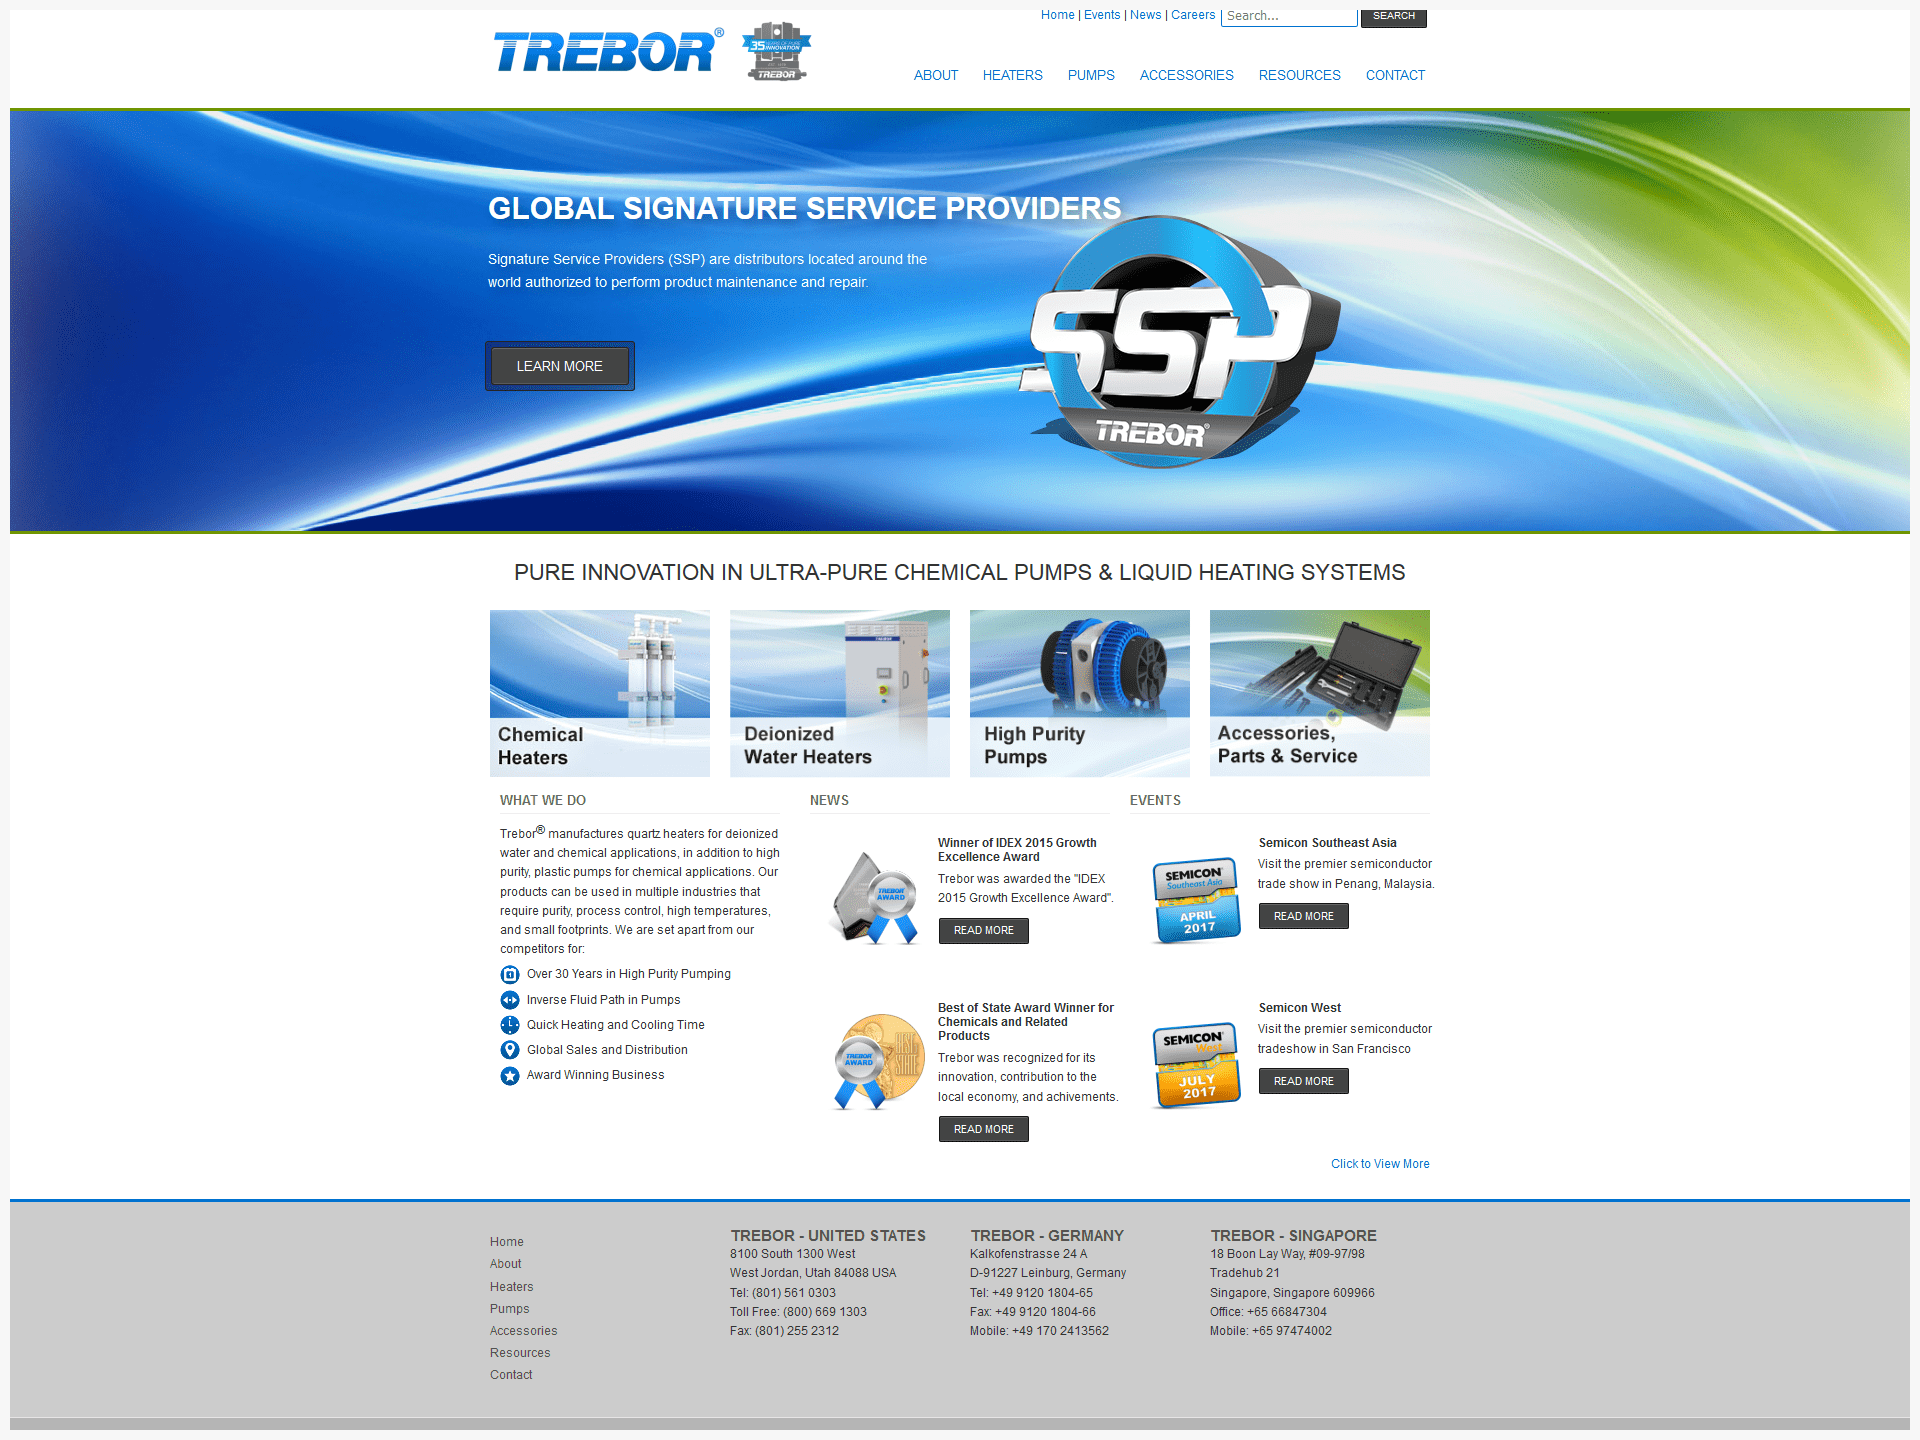 Home | Events | News | Careers
Search...
SEARCH
TREBOR®
35 YEARS OF PURE INNOVATION
TREBOR
ABOUT
HEATERS
PUMPS
ACCESSORIES
RESOURCES
CONTACT
GLOBAL SIGNATURE SERVICE PROVIDERS
Signature Service Providers (SSP) are distributors located around the
world authorized to perform product maintenance and repair.
LEARN MORE
SSP
TREBOR®
PURE INNOVATION IN ULTRA-PURE CHEMICAL PUMPS & LIQUID HEATING SYSTEMS
Chemical
Heaters
TREBOR
Deionized
Water Heaters
High Purity
Pumps
Accessories,
Parts & Service
WHAT WE DO
Trebor® manufactures quartz heaters for deionized
water and chemical applications, in addition to high
purity, plastic pumps for chemical applications. Our
products can be used in multiple industries that
require purity, process control, high temperatures,
and small footprints. We are set apart from our
competitors for:
Over 30 Years in High Purity Pumping
Inverse Fluid Path in Pumps
Quick Heating and Cooling Time
Global Sales and Distribution
Award Winning Business
NEWS
TREBOR
AWARD
Winner of IDEX 2015 Growth
Excellence Award
Trebor was awarded the "IDEX
2015 Growth Excellence Award".
READ MORE
BEST OF
STATE
TREBOR
AWARD
Best of State Award Winner for
Chemicals and Related
Products
Trebor was recognized for its
innovation, contribution to the
local economy, and achivements.
READ MORE
EVENTS
SEMICON
Southeast Asia
APRIL
2017
Semicon Southeast Asia
Visit the premier semiconductor
trade show in Penang, Malaysia.
READ MORE
SEMICON
West
JULY
2017
Semicon West
Visit the premier semiconductor
tradeshow in San Francisco
READ MORE
Click to View More
Home
About
Heaters
Pumps
Accessories
Resources
Contact
TREBOR - UNITED STATES
8100 South 1300 West
West Jordan, Utah 84088 USA
Tel: (801) 561 0303
Toll Free: (800) 669 1303
Fax: (801) 255 2312
TREBOR - GERMANY
Kalkofenstrasse 24 A
D-91227 Leinburg, Germany
Tel: +49 9120 1804-65
Fax: +49 9120 1804-66
Mobile: +49 170 2413562
TREBOR - SINGAPORE
18 Boon Lay Way, #09-97/98
Tradehub 21
Singapore, Singapore 609966
Office: +65 66847304
Mobile: +65 97474002